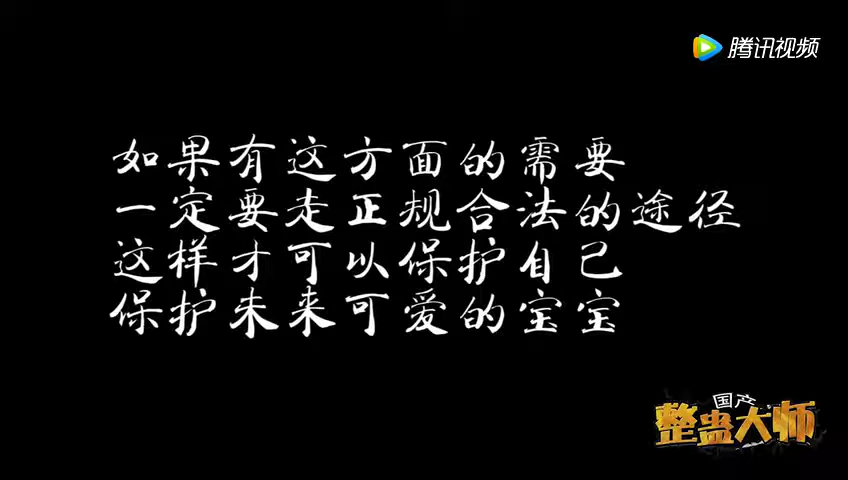 腾讯视频
如果有这方面的需要
一定要走正规合法的途径
这样才可以保护自己
保护未来可爱的宝宝
国产
整蛊大师